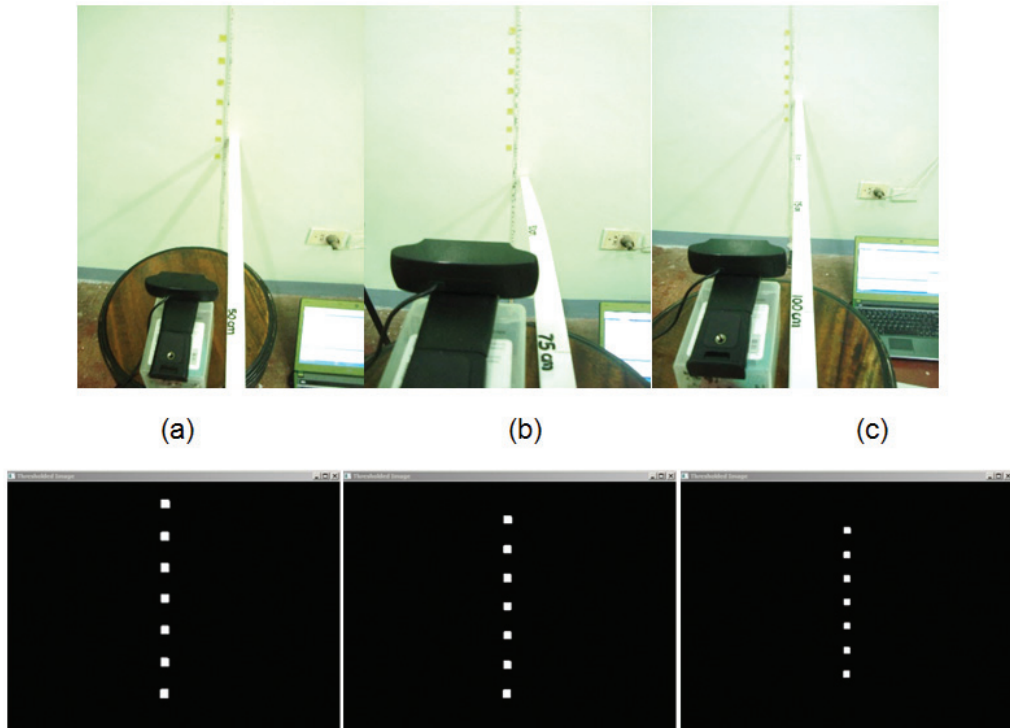 50cm
75 cm
100cm
(a)
(b)
(c)
Thresholded Image
Thresholded Image
Thresholded Image